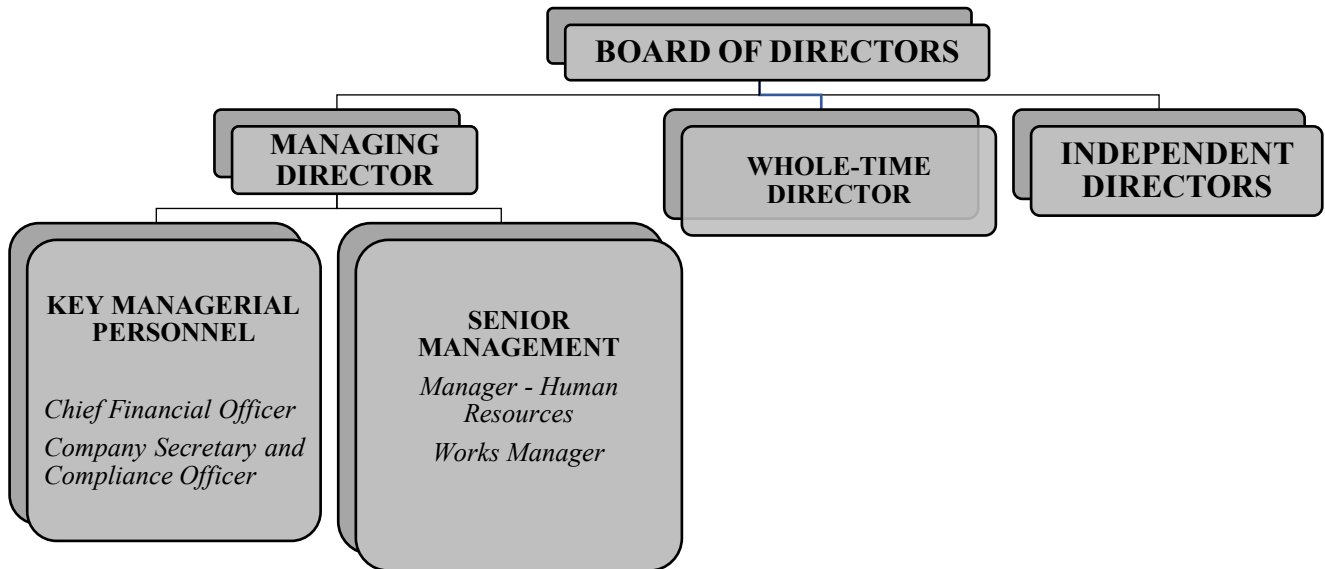 BOARD OF DIRECTORS
MANAGING
DIRECTOR
WHOLE-TIME
DIRECTOR
INDEPENDENT
DIRECTORS
KEY MANAGERIAL
PERSONNEL
Chief Financial Officer
Company Secretary and
Compliance Officer
SENIOR
MANAGEMENT
Manager - Human
Resources
Works Manager